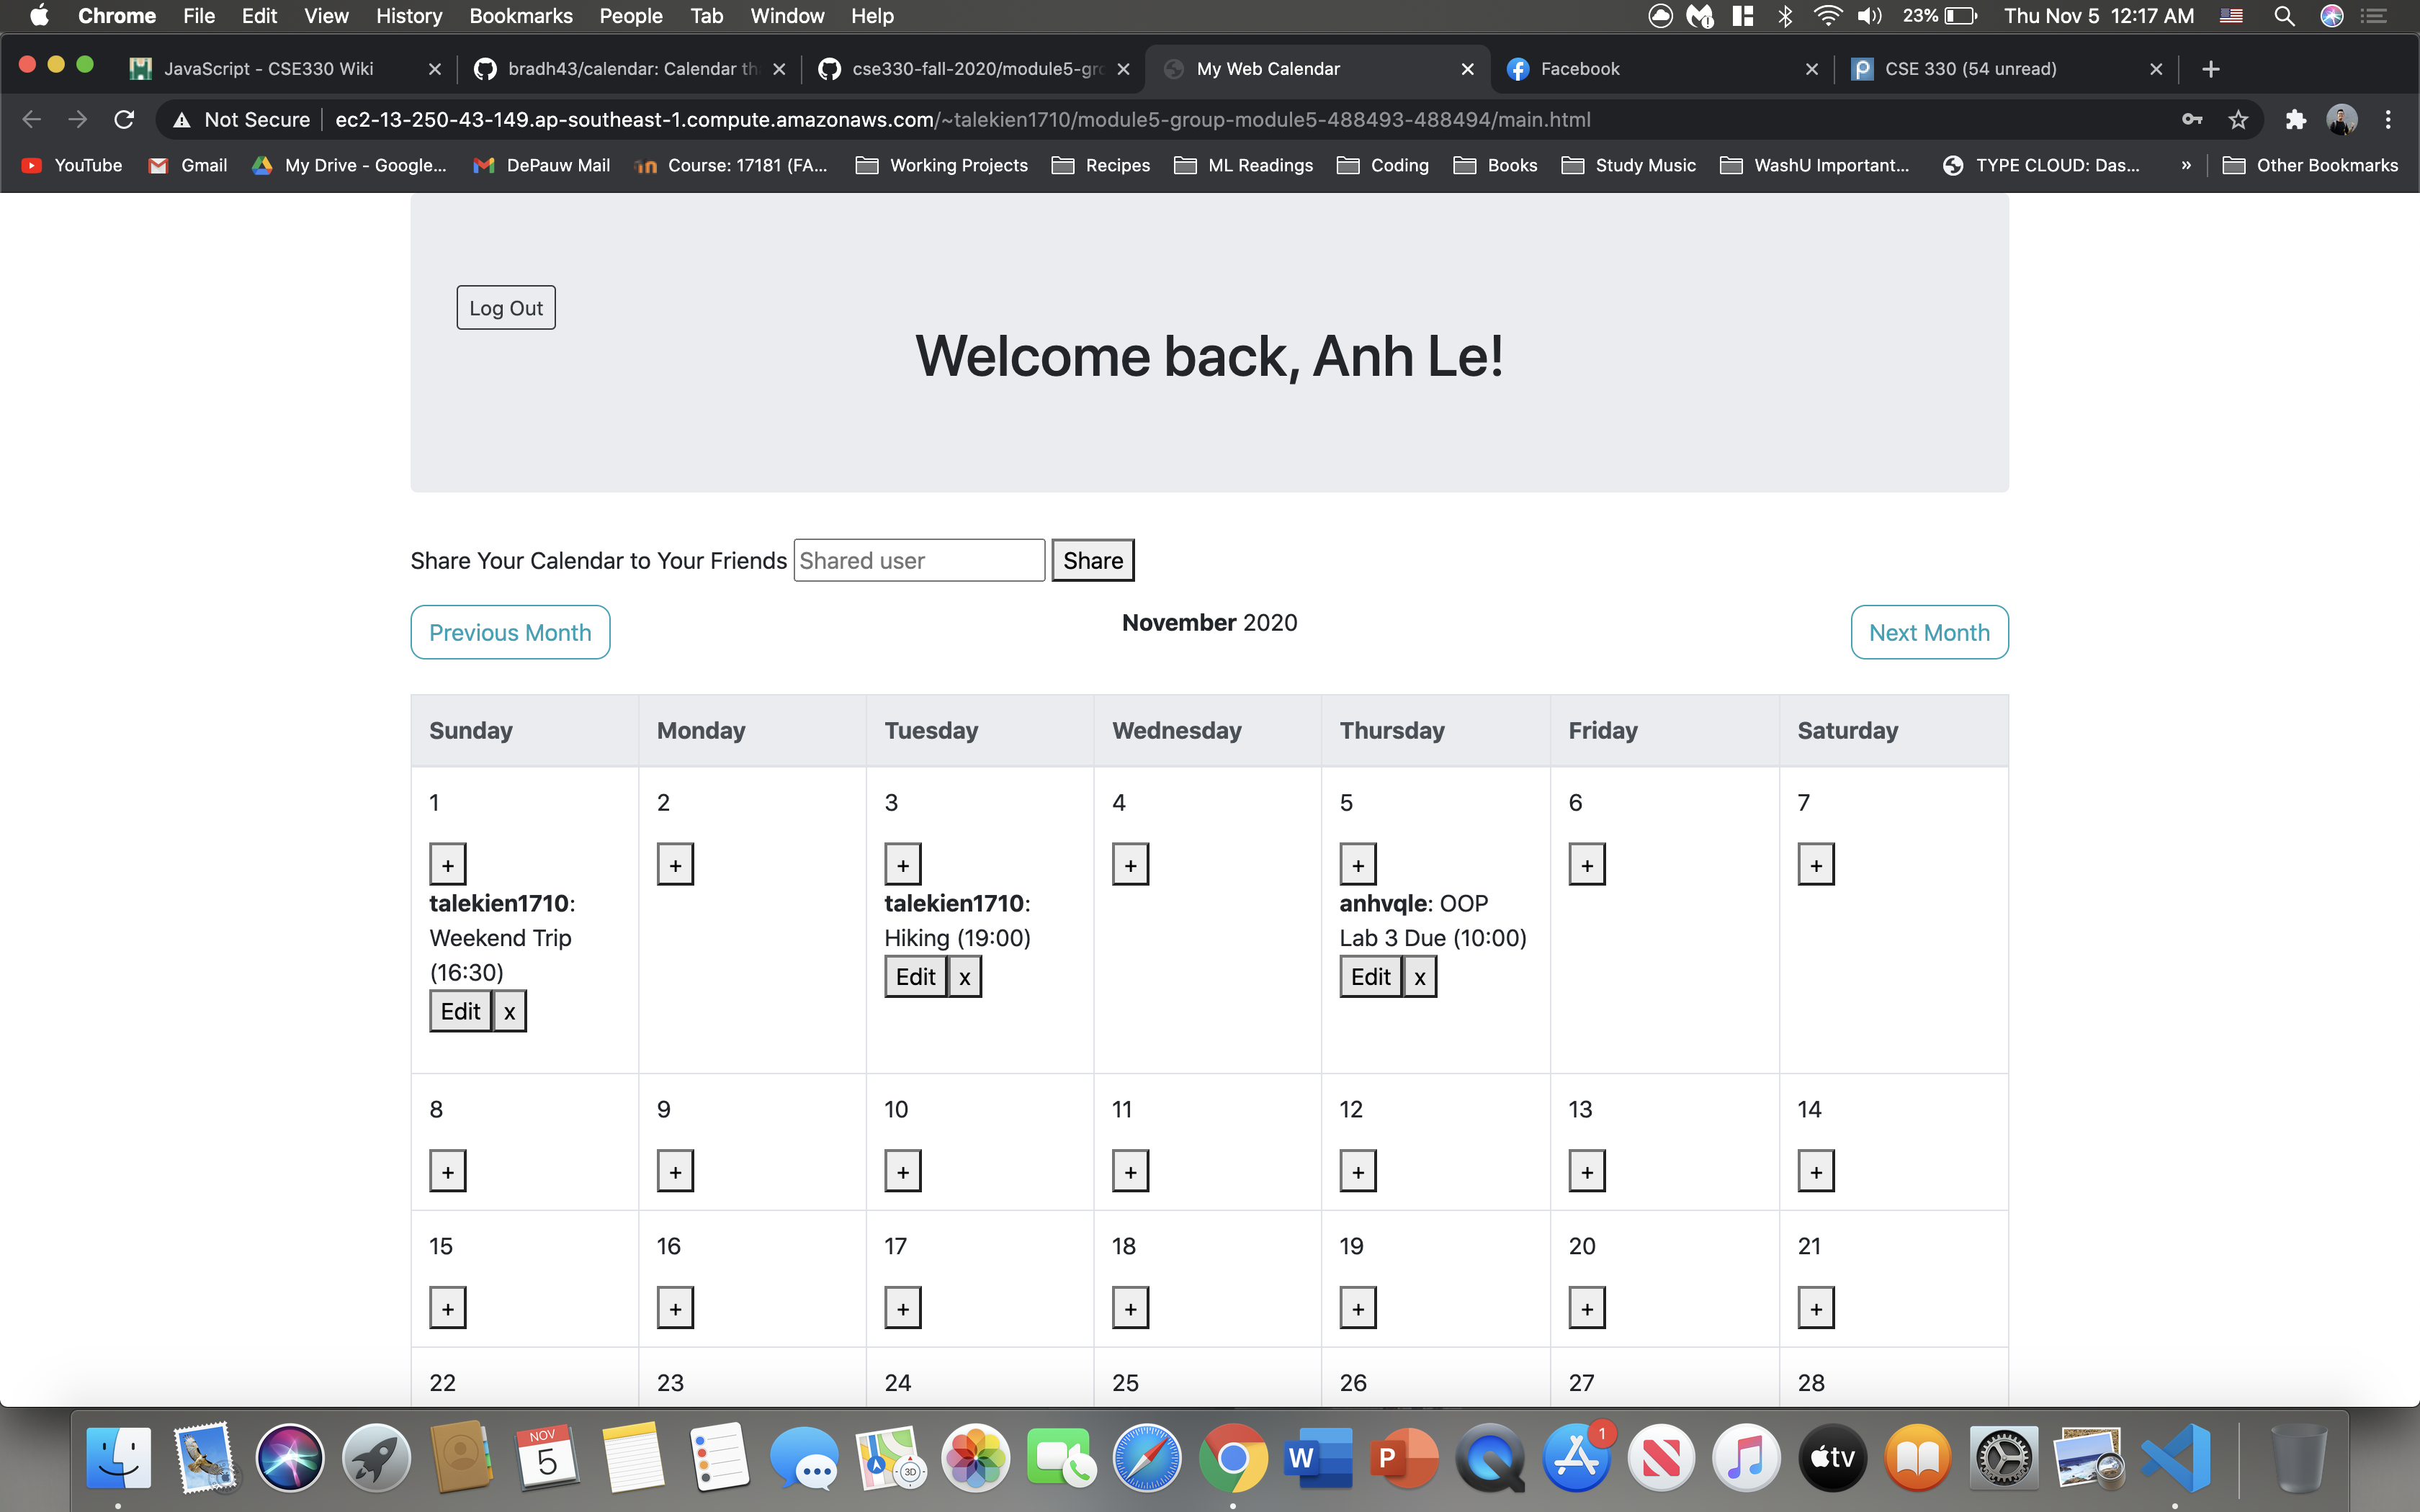 Chrome File Edit View History Bookmarks People Tab Window Help 23% Thu Nov 5 12:17 AM
JavaScript - CSE330 Wiki bradh43/calendar: Calendar th cse330-fall-2020/module5-gr My Web Calendar Facebook CSE 330 (54 unread)
Not Secure ec2-13-250-43-149.ap-southeast-1.compute.amazonaws.com/~talekien1710/module5-group-module5-488493-488494/main.html
YouTube Gmail My Drive - Google... DePauw Mail Course: 17181 (FA... Working Projects Recipes ML Readings Coding Books Study Music WashU Important... TYPE CLOUD: Das... » Other Bookmarks
Log Out
Welcome back, Anh Le!
Share Your Calendar to Your Friends Shared user Share
Previous Month November 2020 Next Month
Sunday Monday Tuesday Wednesday Thursday Friday Saturday
1 2 3 4 5 6 7
+ + + + + + +
talekien1710: talekien1710: anhvqle: OOP
Weekend Trip Hiking (19:00) Lab 3 Due (10:00)
(16:30) Edit x Edit x
Edit x
8 9 10 11 12 13 14
+ + + + + + +
15 16 17 18 19 20 21
+ + + + + + +
22 23 24 25 26 27 28
NOV
5
3D
W
P
1
tv